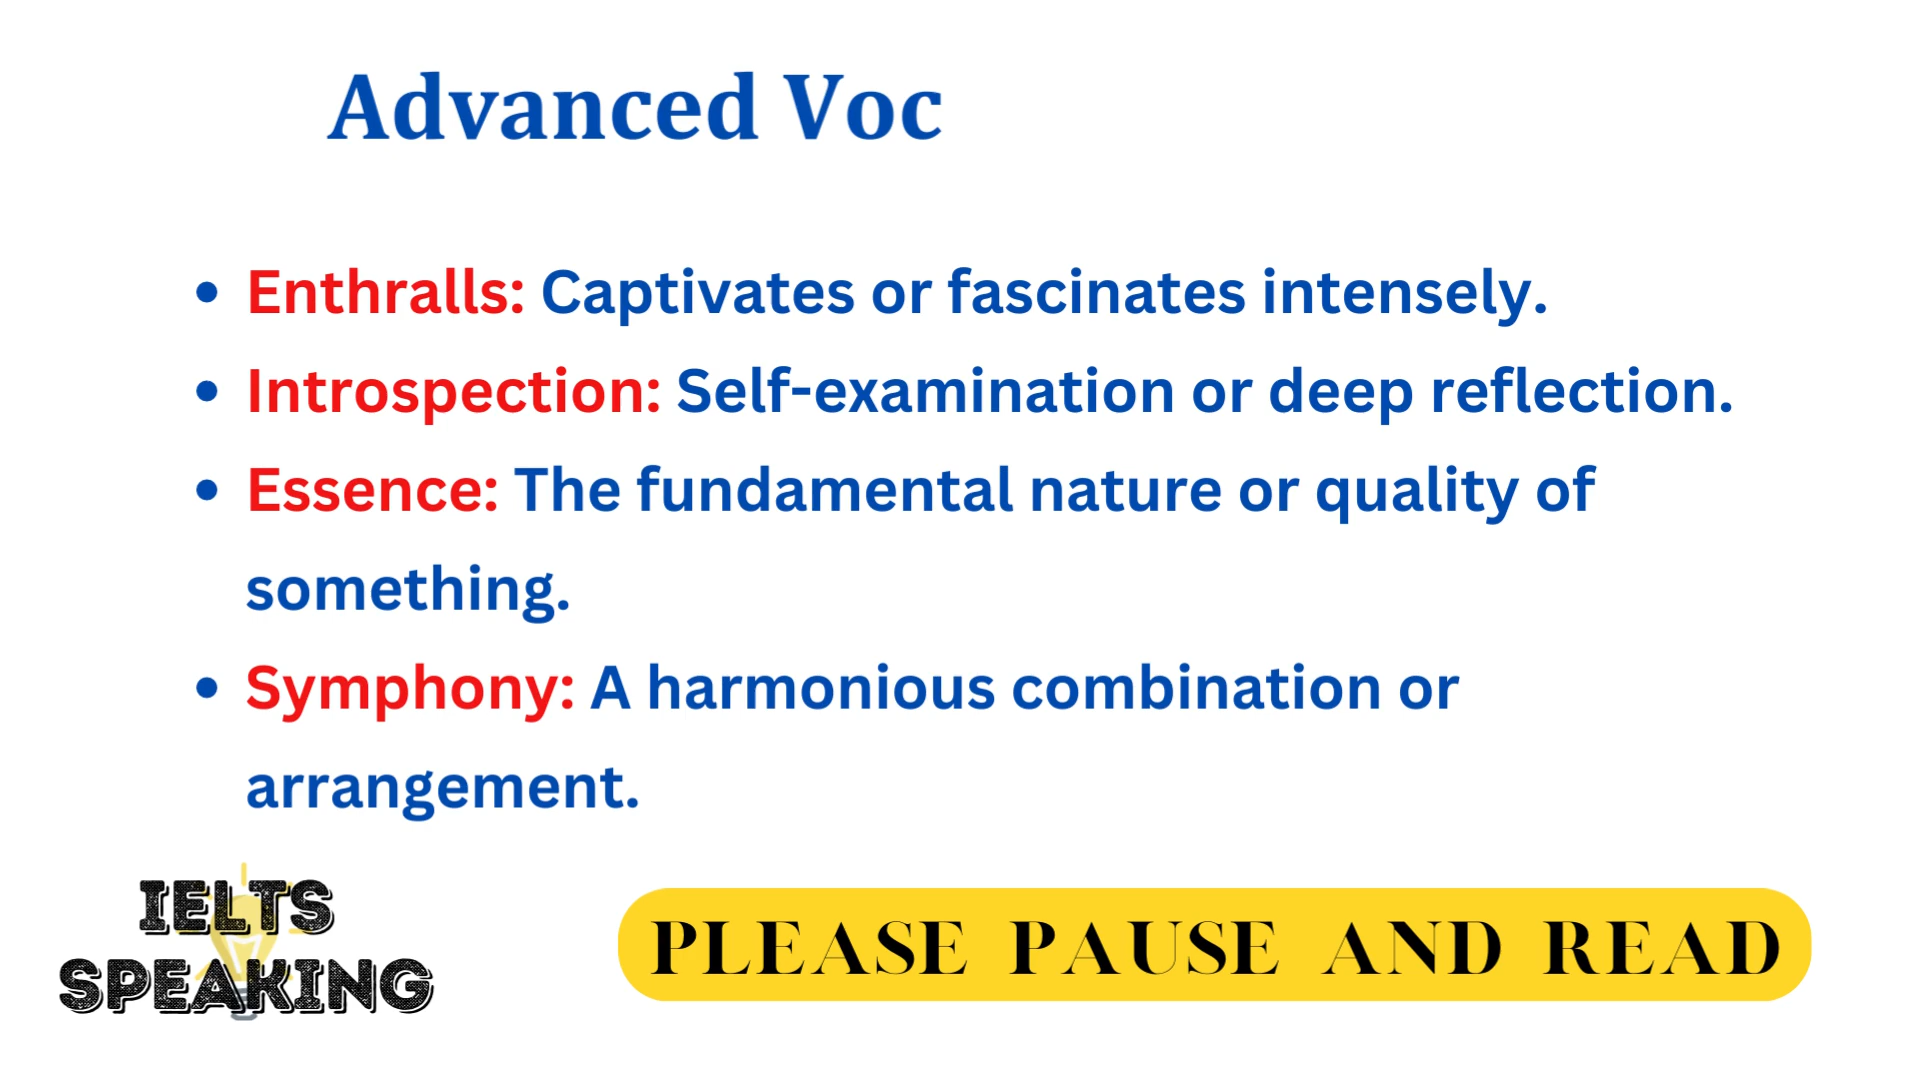 Advanced Voc
• Enthralls: Captivates or fascinates intensely.
• Introspection: Self-examination or deep reflection.
• Essence: The fundamental nature or quality of
something.
• Symphony: A harmonious combination or
arrangement.
IELTS
SPEAKING
PLEASE PAUSE AND READ